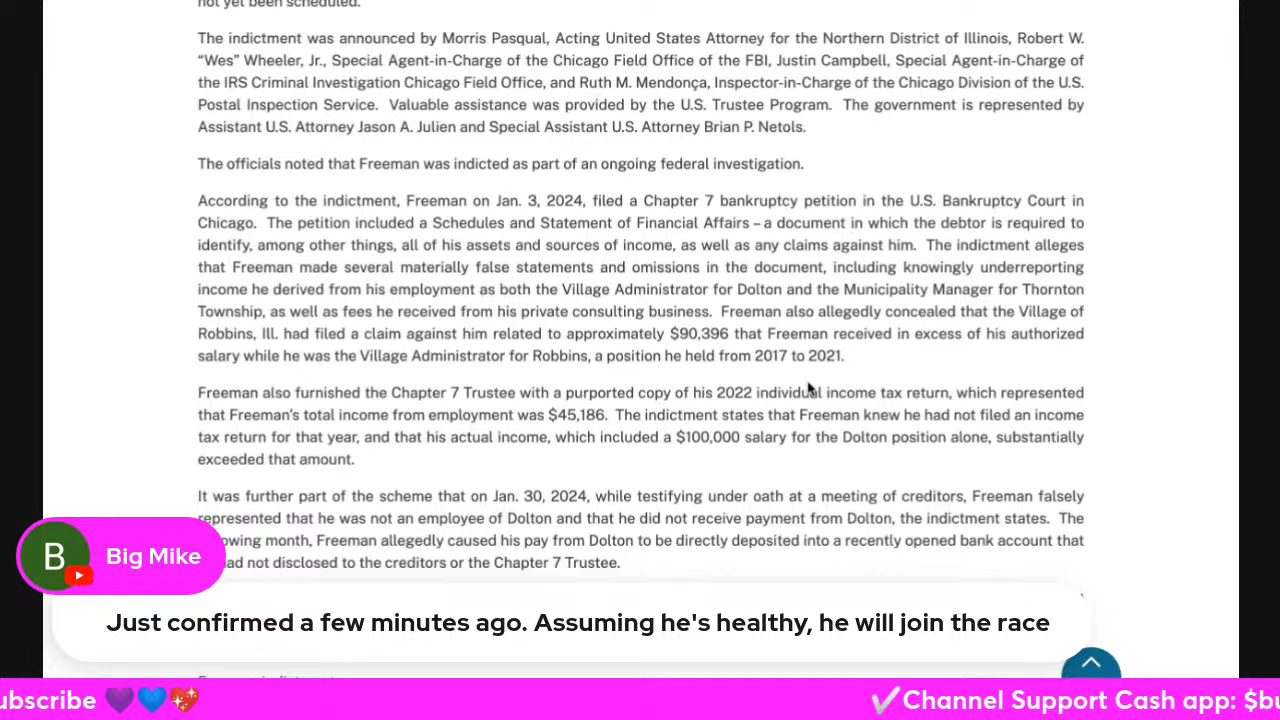 not yet been scheduled.
The indictment was announced by Morris Pasqual, Acting United States Attorney for the Northern District of Illinois, Robert W.
“Wes” Wheeler, Jr., Special Agent-in-Charge of the Chicago Field Office of the FBI, Justin Campbell, Special Agent-in-Charge of
the IRS Criminal Investigation Chicago Field Office, and Ruth M. Mendonça, Inspector-in-Charge of the Chicago Division of the U.S.
Postal Inspection Service. Valuable assistance was provided by the U.S. Trustee Program. The government is represented by
Assistant U.S. Attorney Jason A. Julien and Special Assistant U.S. Attorney Brian P. Netols.
The officials noted that Freeman was indicted as part of an ongoing federal investigation.
According to the indictment, Freeman on Jan. 3, 2024, filed a Chapter 7 bankruptcy petition in the U.S. Bankruptcy Court in
Chicago. The petition included a Schedules and Statement of Financial Affairs – a document in which the debtor is required to
identify, among other things, all of his assets and sources of income, as well as any claims against him. The indictment alleges
that Freeman made several materially false statements and omissions in the document, including knowingly underreporting
income he derived from his employment as both the Village Administrator for Dolton and the Municipality Manager for Thornton
Township, as well as fees he received from his private consulting business. Freeman also allegedly concealed that the Village of
Robbins, Ill. had filed a claim against him related to approximately $90,396 that Freeman received in excess of his authorized
salary while he was the Village Administrator for Robbins, a position he held from 2017 to 2021.
Freeman also furnished the Chapter 7 Trustee with a purported copy of his 2022 individual income tax return, which represented
that Freeman’s total income from employment was $45,186. The indictment states that Freeman knew he had not filed an income
tax return for that year, and that his actual income, which included a $100,000 salary for the Dolton position alone, substantially
exceeded that amount.
It was further part of the scheme that on Jan. 30, 2024, while testifying under oath at a meeting of creditors, Freeman falsely
represented that he was not an employee of Dolton and that he did not receive payment from Dolton, the indictment states. The
owing month, Freeman allegedly caused his pay from Dolton to be directly deposited into a recently opened bank account that
ad not disclosed to the creditors or the Chapter 7 Trustee.
B Big Mike
Just confirmed a few minutes ago. Assuming he's healthy, he will join the race
ubscribe 💜💙💖 ✔️Channel Support Cash app: $bu